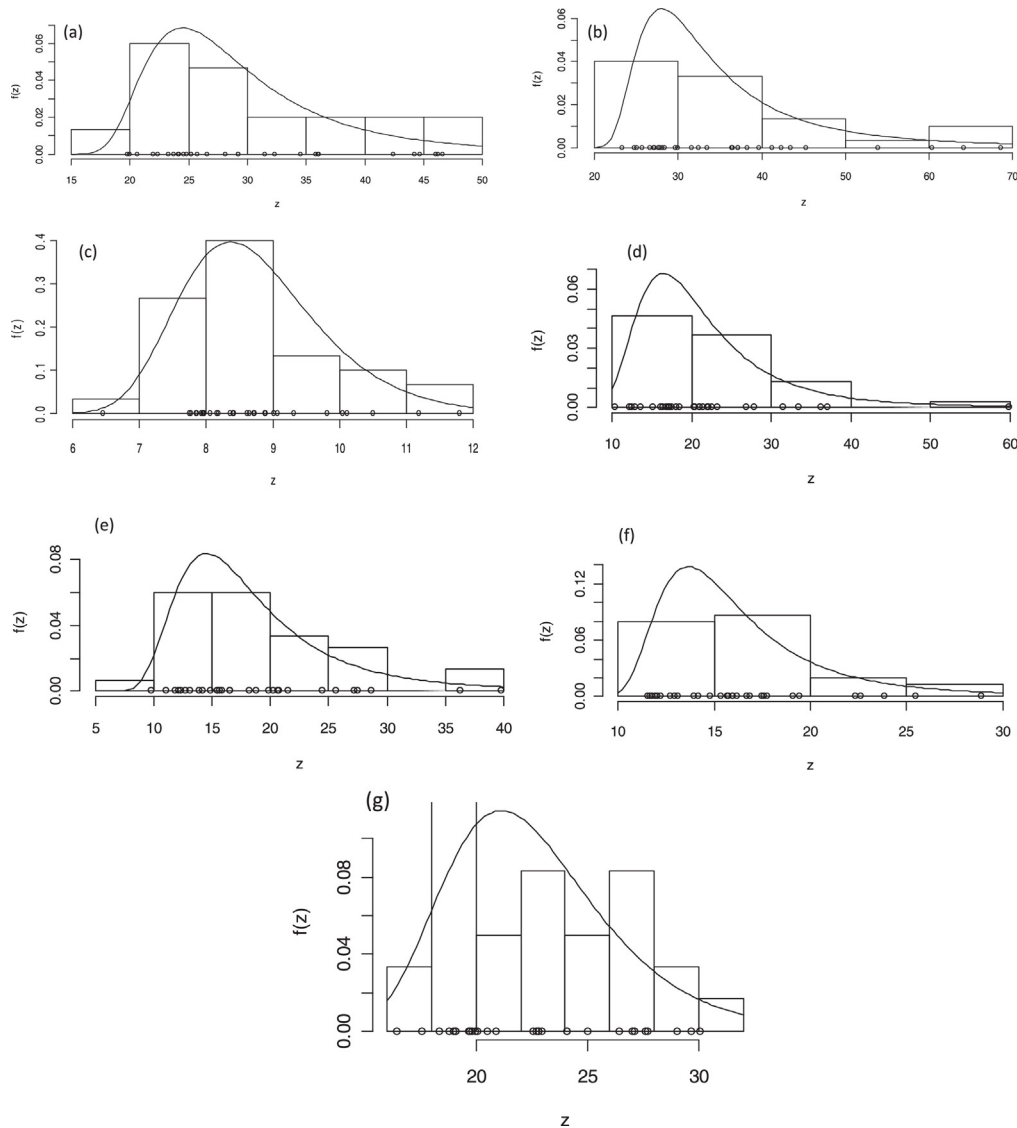 (a)
f(z)
0.00 0.02 0.04 0.06
15 20 25 30 35 40 45 50
z
(b)
f(z)
0.00 0.02 0.04 0.06
20 30 40 50 60 70
z
(c)
f(z)
0.0 0.1 0.2 0.3 0.4
6 7 8 9 10 11 12
z
(d)
f(z)
0.00 0.03 0.06
10 20 30 40 50 60
z
(e)
f(z)
0.00 0.04 0.08
5 10 15 20 25 30 35 40
z
(f)
f(z)
0.00 0.06 0.12
10 15 20 25 30
z
(g)
f(z)
0.00 0.04 0.08
20 25 30
z